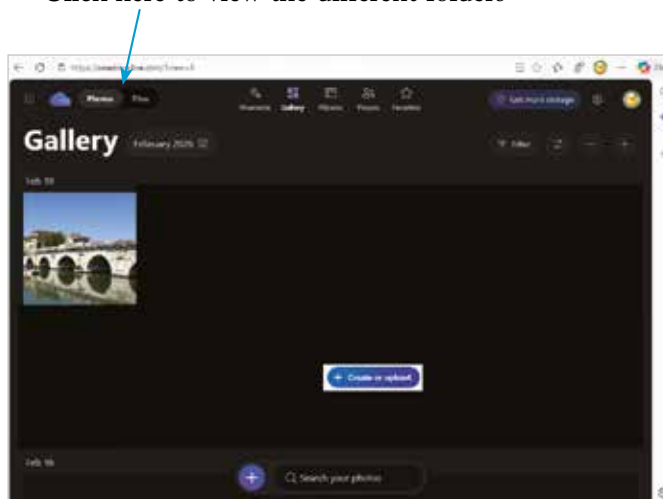 Click here to view the different folders
Photos Files
Moments Gallery Albums People Favorites
Get more storage
Gallery
February 2026
Filter
Feb 19
+ Create or upload
Feb 16
Search your photos